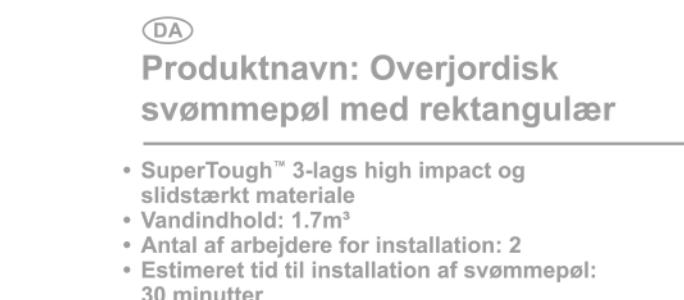 DA
Produktnavn: Overjordisk
svømmepøl med rektangulær
• SuperTough™ 3-lags high impact og
slidstærkt materiale
• Vandindhold: 1.7m³
• Antal af arbejdere for installation: 2
• Estimeret tid til installation af svømmepøl:
30 minutter